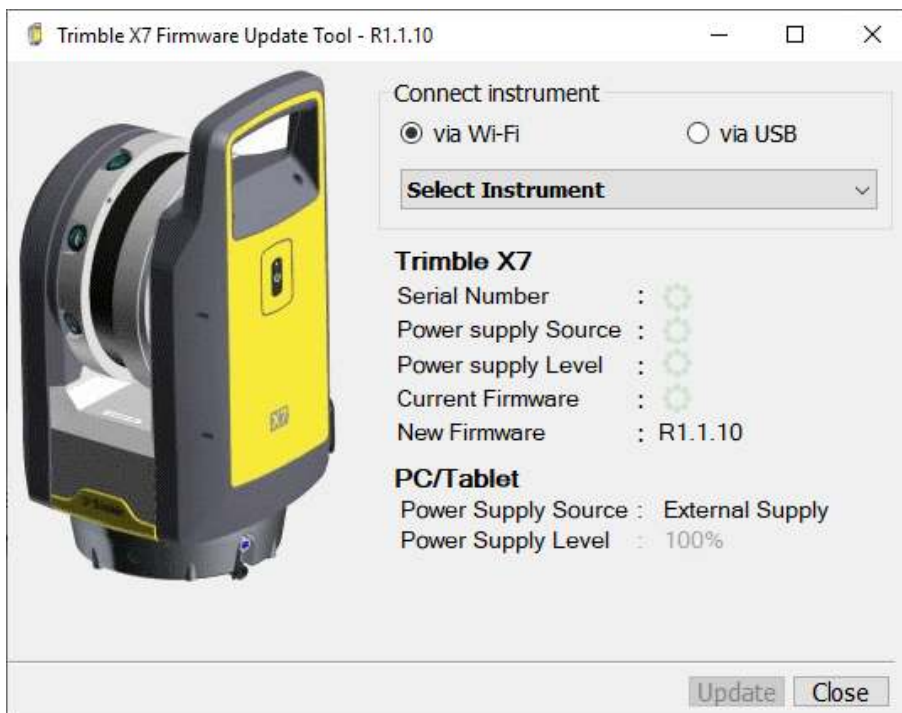 Trimble X7 Firmware Update Tool - R1.1.10
Connect instrument
via Wi-Fi
via USB
Select Instrument
Trimble X7
Serial Number :
Power supply Source :
Power supply Level :
Current Firmware :
New Firmware : R1.1.10
PC/Tablet
Power Supply Source : External Supply
Power Supply Level : 100%
X7
Update
Close